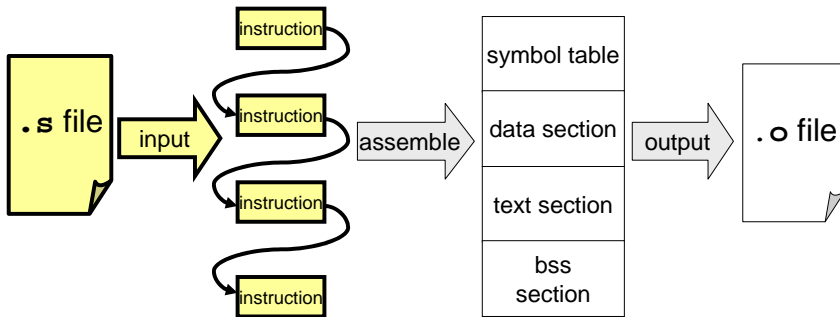 .s file
input
instruction
instruction
instruction
instruction
assemble
symbol table
data section
text section
bss
section
output
.o file